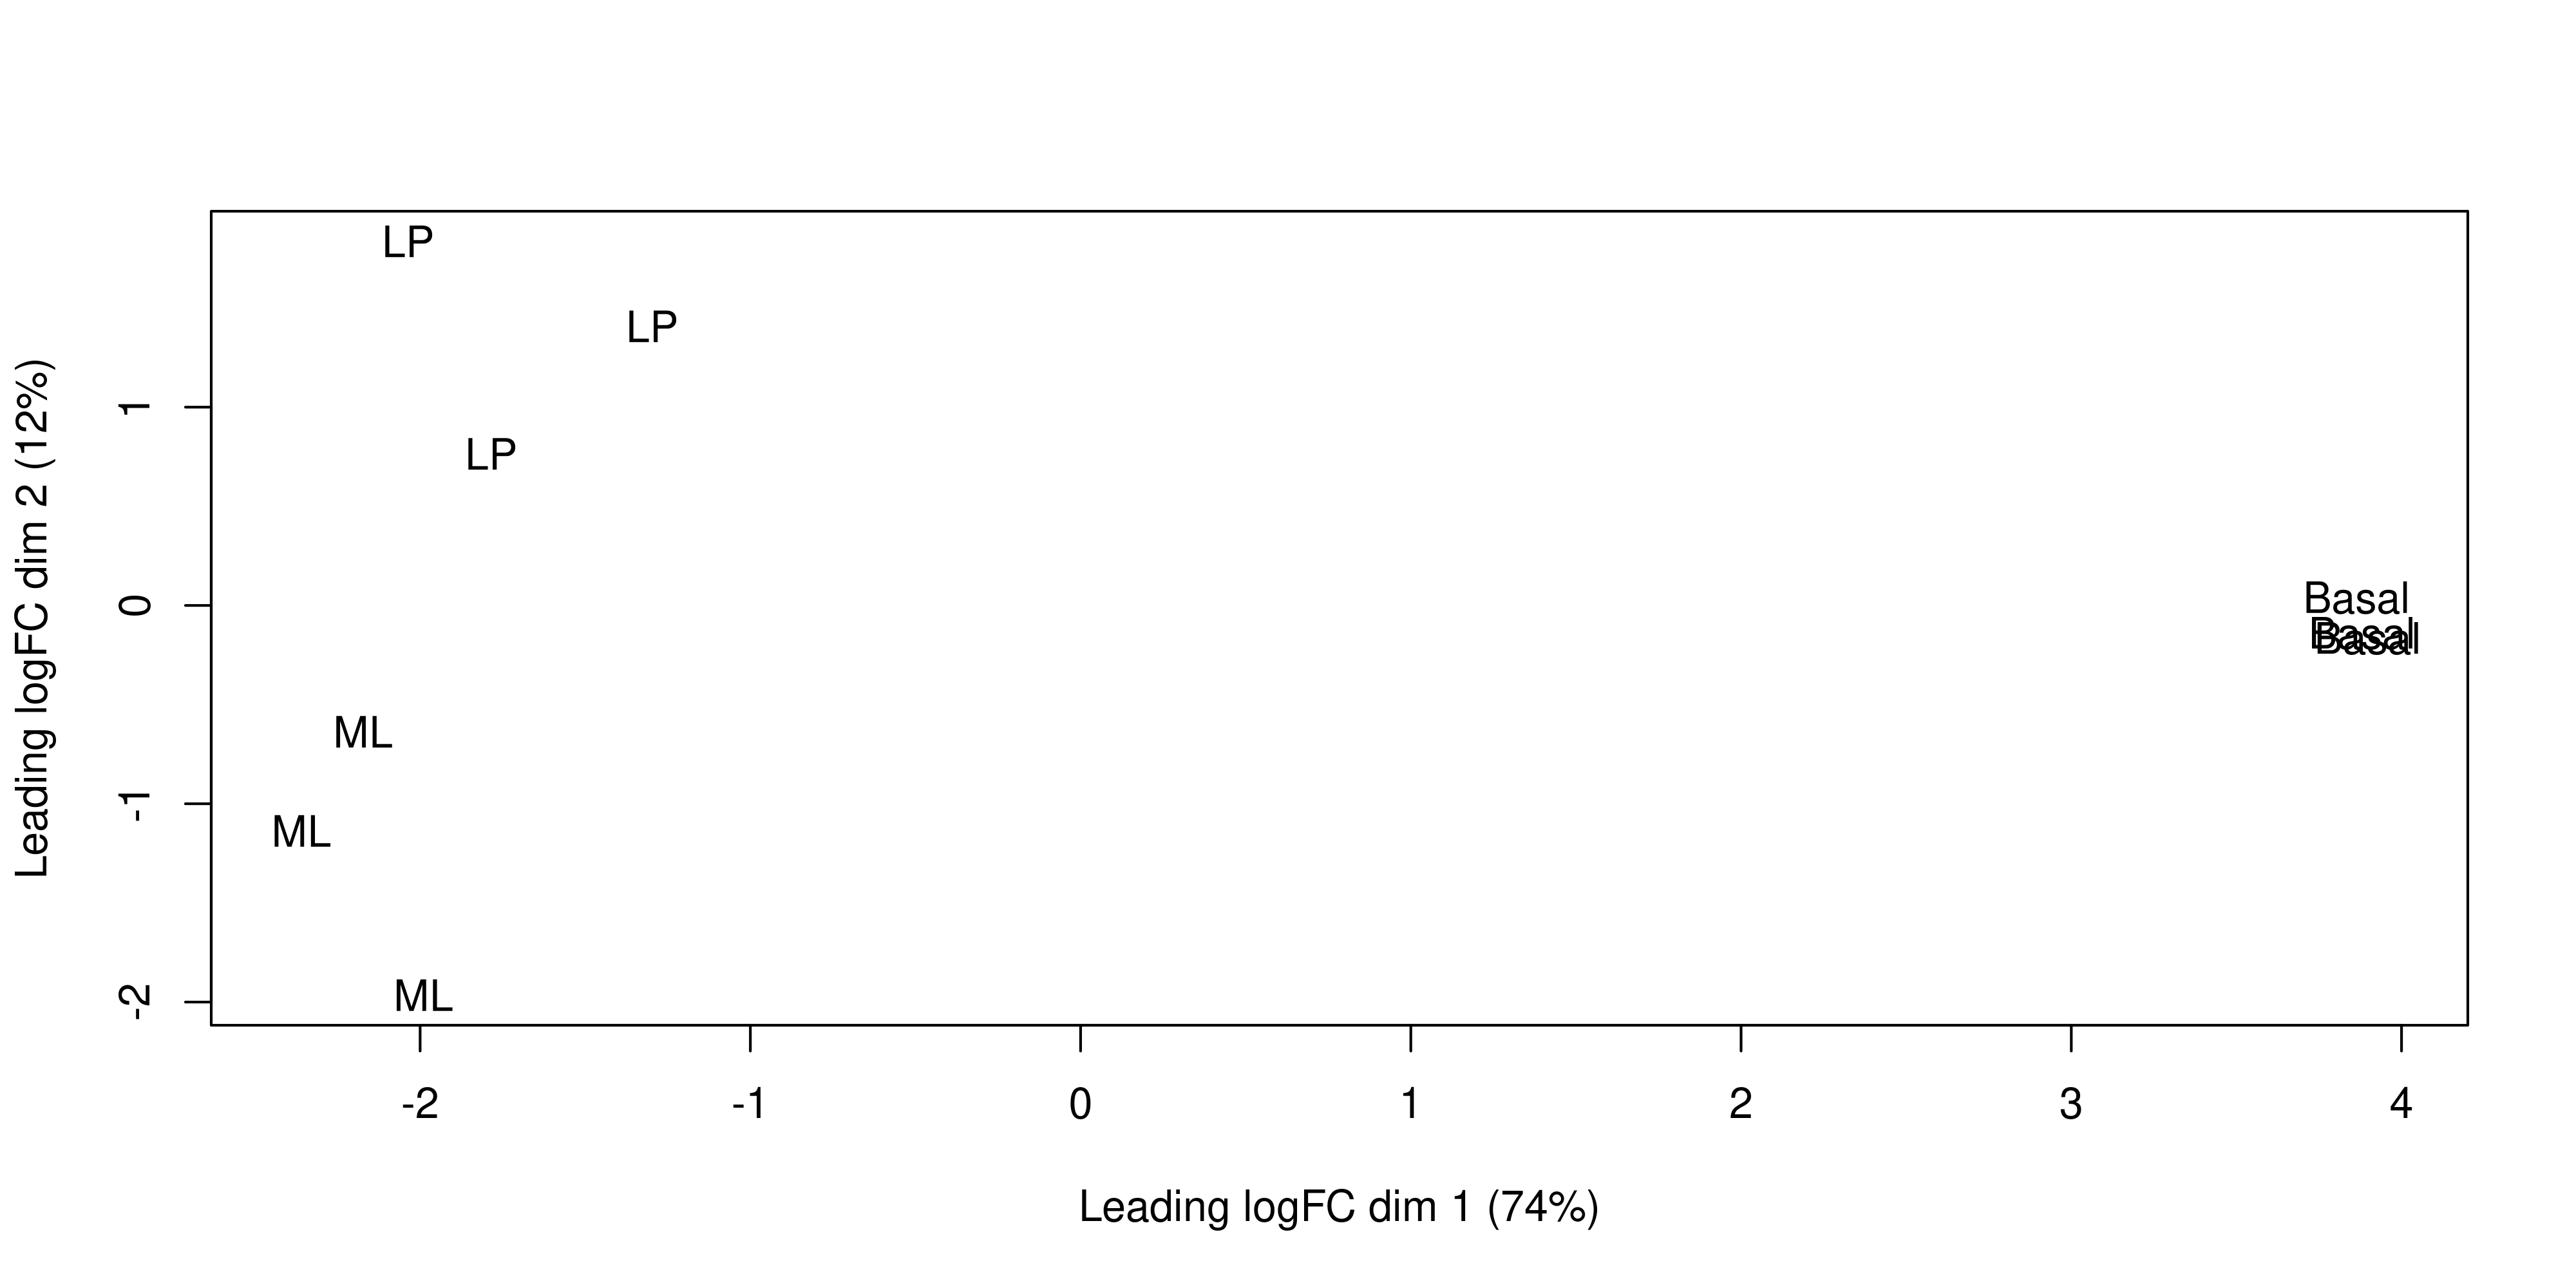 LP
LP
LP
Basal
Basal
Basal
ML
ML
ML
1
0
-1
-2
Leading logFC dim 2 (12%)
-2 -1 0 1 2 3 4
Leading logFC dim 1 (74%)